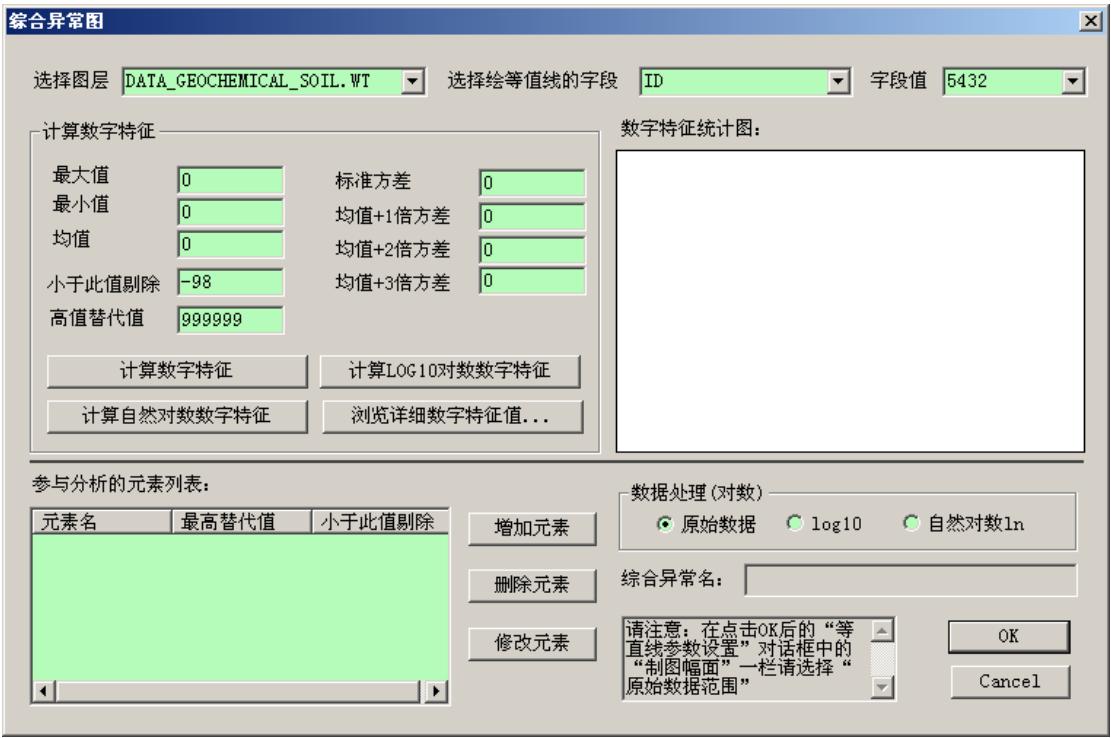 综合异常图
选择图层 DATA_GEOCHEMICAL_SOIL.WT 选择绘等值线的字段 ID 字段值 5432
计算数字特征
数字特征统计图：
最大值 0 标准方差 0
最小值 0 均值+1倍方差 0
均值 0 均值+2倍方差 0
小于此值剔除 -98 均值+3倍方差 0
高值替代值 999999
计算数字特征 计算LOG10对数数字特征
计算自然对数数字特征 浏览详细数字特征值...
参与分析的元素列表：
元素名 最高替代值 小于此值剔除
增加元素
删除元素
修改元素
数据处理(对数)
原始数据 log10 自然对数ln
综合异常名：
请注意：在点击OK后的“等
直线参数设置”对话框中的
“制图幅面”一栏请选择“
原始数据范围”
OK
Cancel